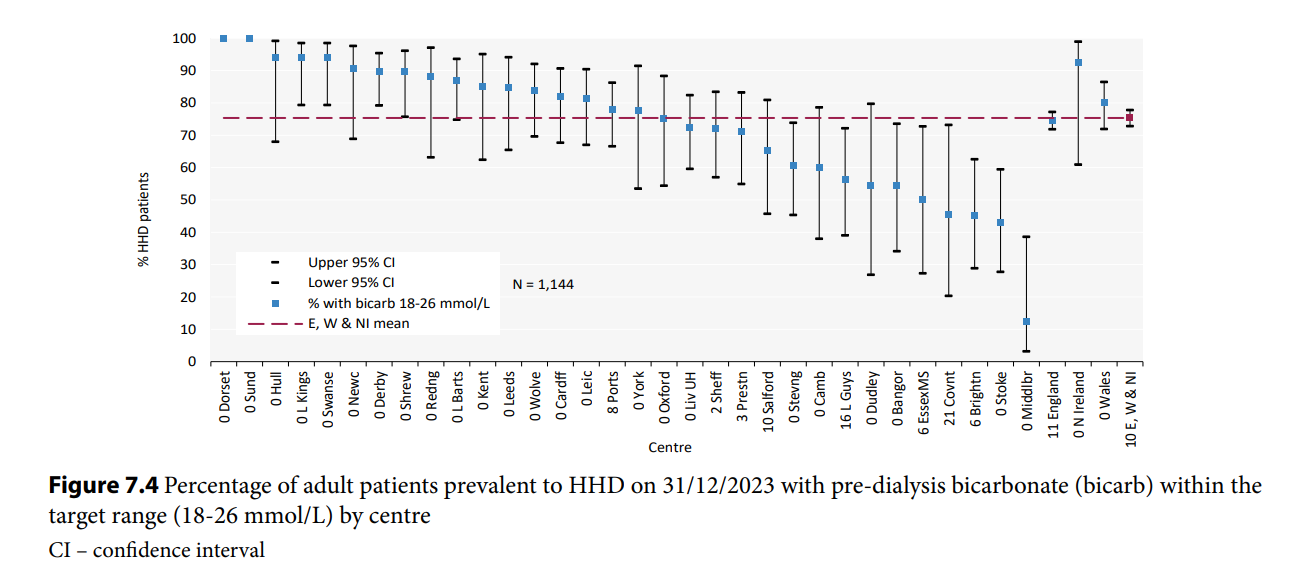 100
90
80
70
60
50
40
30
20
10
0
% HHD patients
Upper 95% CI
Lower 95% CI
% with bicarb 18-26 mmol/L
E, W & NI mean
N = 1,144
0 Dorset
0 Sund
0 Hull
0 L Kings
0 Swanse
0 Newc
0 Derby
0 Shrew
0 Redng
0 L Barts
0 Kent
0 Leeds
0 Wolve
0 Cardff
0 Leic
8 Ports
0 York
0 Oxford
0 Liv UH
2 Sheff
3 Prestn
10 Salford
0 Stevng
0 Camb
16 L Guys
0 Dudley
0 Bangor
6 EssexMS
21 Covnt
6 Brightn
0 Stoke
0 Middlbr
11 England
0 N Ireland
0 Wales
10 E, W & NI
Centre
Figure 7.4 Percentage of adult patients prevalent to HHD on 31/12/2023 with pre-dialysis bicarbonate (bicarb) within the
target range (18-26 mmol/L) by centre
CI – confidence interval